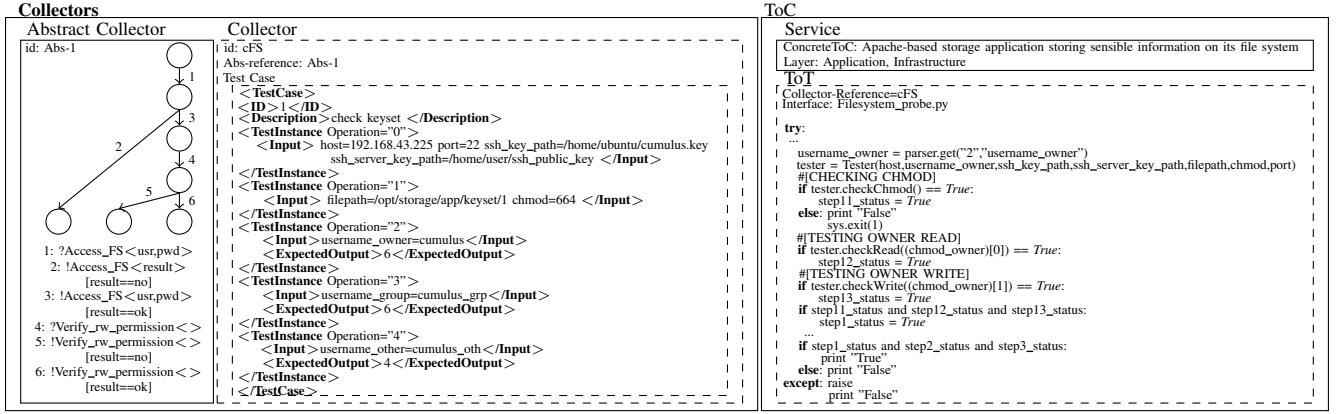 Collectors
Abstract Collector
id: Abs-1
1
2
3
4
5
6
1: ?Access_FS<usr,pwd>
2: !Access_FS<result>
[result==no]
3: !Access_FS<usr,pwd>
[result==ok]
4: ?Verify_rw_permission<>
5: !Verify_rw_permission<>
[result==no]
6: !Verify_rw_permission<>
[result==ok]
Collector
id: cFS
Abs-reference: Abs-1
Test Case
<TestCase>
<ID>1</ID>
<Description>check keyset </Description>
<TestInstance Operation="0">
<Input> host=192.168.43.225 port=22 ssh_key_path=/home/ubuntu/cumulus.key
ssh_server_key_path=/home/user/ssh_public_key </Input>
</TestInstance>
<TestInstance Operation="1">
<Input> filepath=/opt/storage/app/keyset/1 chmod=664 </Input>
</TestInstance>
<TestInstance Operation="2">
<Input>username_owner=cumulus</Input>
<ExpectedOutput>6</ExpectedOutput>
</TestInstance>
<TestInstance Operation="3">
<Input>username_group=cumulus_grp</Input>
<ExpectedOutput>6</ExpectedOutput>
</TestInstance>
<TestInstance Operation="4">
<Input>username_other=cumulus_oth</Input>
<ExpectedOutput>4</ExpectedOutput>
</TestInstance>
</TestCase>
ToC
Service
ConcreteToC: Apache-based storage application storing sensible information on its file system
Layer: Application, Infrastructure
ToT
Collector-Reference=cFS
Interface: Filesystem_probe.py
try:
...
username_owner = parser.get("2","username_owner")
tester = Tester(host,username_owner,ssh_key_path,ssh_server_key_path,filepath,chmod,port)
#[CHECKING CHMOD]
if tester.checkChmod() == True:
step11_status = True
else: print "False"
sys.exit(1)
#[TESTING OWNER READ]
if tester.checkRead((chmod_owner)[0]) == True:
step12_status = True
#[TESTING OWNER WRITE]
if tester.checkWrite((chmod_owner)[1]) == True:
step13_status = True
if step11_status and step12_status and step13_status:
step1_status = True
...
if step1_status and step2_status and step3_status:
print "True"
else: print "False"
except: raise
print "False"